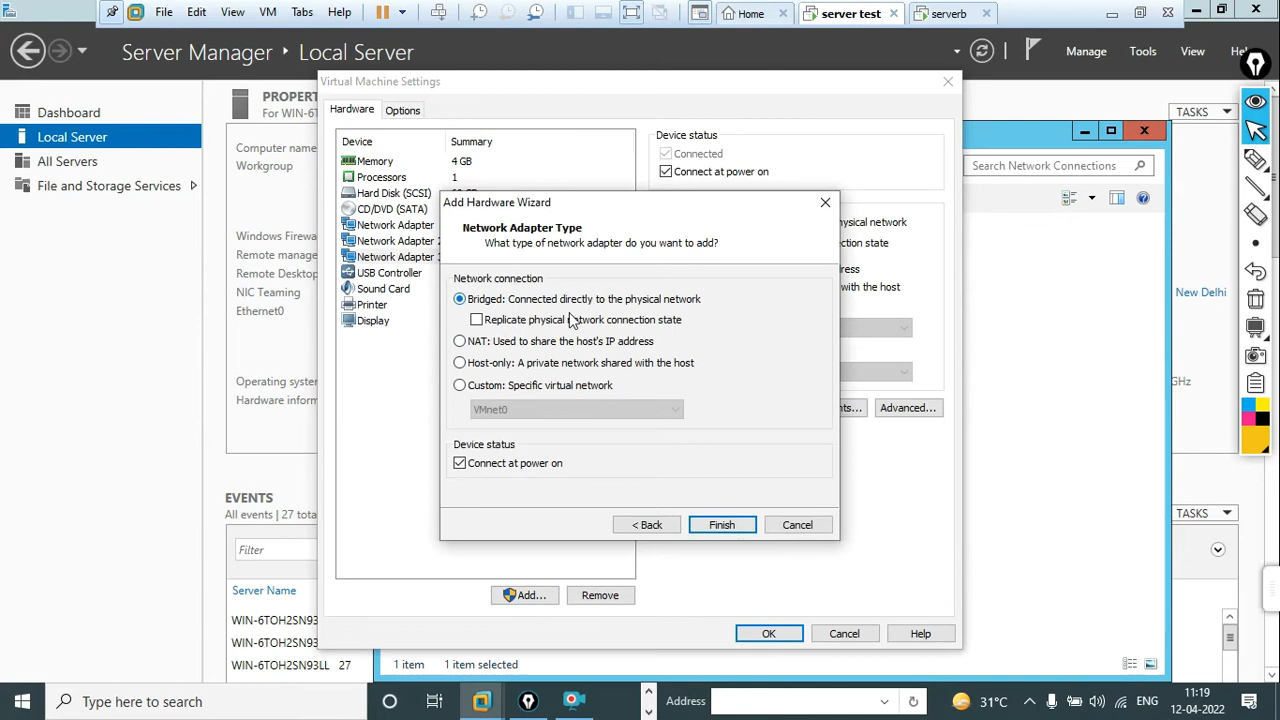 File Edit View VM Tabs Help
Home
server test
serverb
Server Manager
Local Server
Manage Tools View
Dashboard
Local Server
All Servers
File and Storage Services
PROPERTIES
For WIN-6T
Computer name
Workgroup
Windows Firew
Remote manage
Remote Desktop
NIC Teaming
Ethernet0
Operating system
Hardware inform
EVENTS
All events | 27 total
Filter
Server Name
WIN-6TOH2SN93
WIN-6TOH2SN93
WIN-6TOH2SN93LL 27
Virtual Machine Settings
Hardware Options
Device Summary
Memory 4 GB
Processors 1
Hard Disk (SCSI)
CD/DVD (SATA)
Network Adapter
Network Adapter 2
Network Adapter 3
USB Controller
Sound Card
Printer
Display
Device status
Connected
Connect at power on
hysical network
ction state
ddress
with the host
nts... Advanced...
Add... Remove
OK Cancel Help
Add Hardware Wizard
Network Adapter Type
What type of network adapter do you want to add?
Network connection
Bridged: Connected directly to the physical network
Replicate physical network connection state
NAT: Used to share the host's IP address
Host-only: A private network shared with the host
Custom: Specific virtual network
VMnet0
Device status
Connect at power on
< Back Finish Cancel
TASKS
Search Network Connections
New Delhi
GHz
TASKS
1 item 1 item selected
Type here to search
Address
31°C
ENG
11:19
12-04-2022